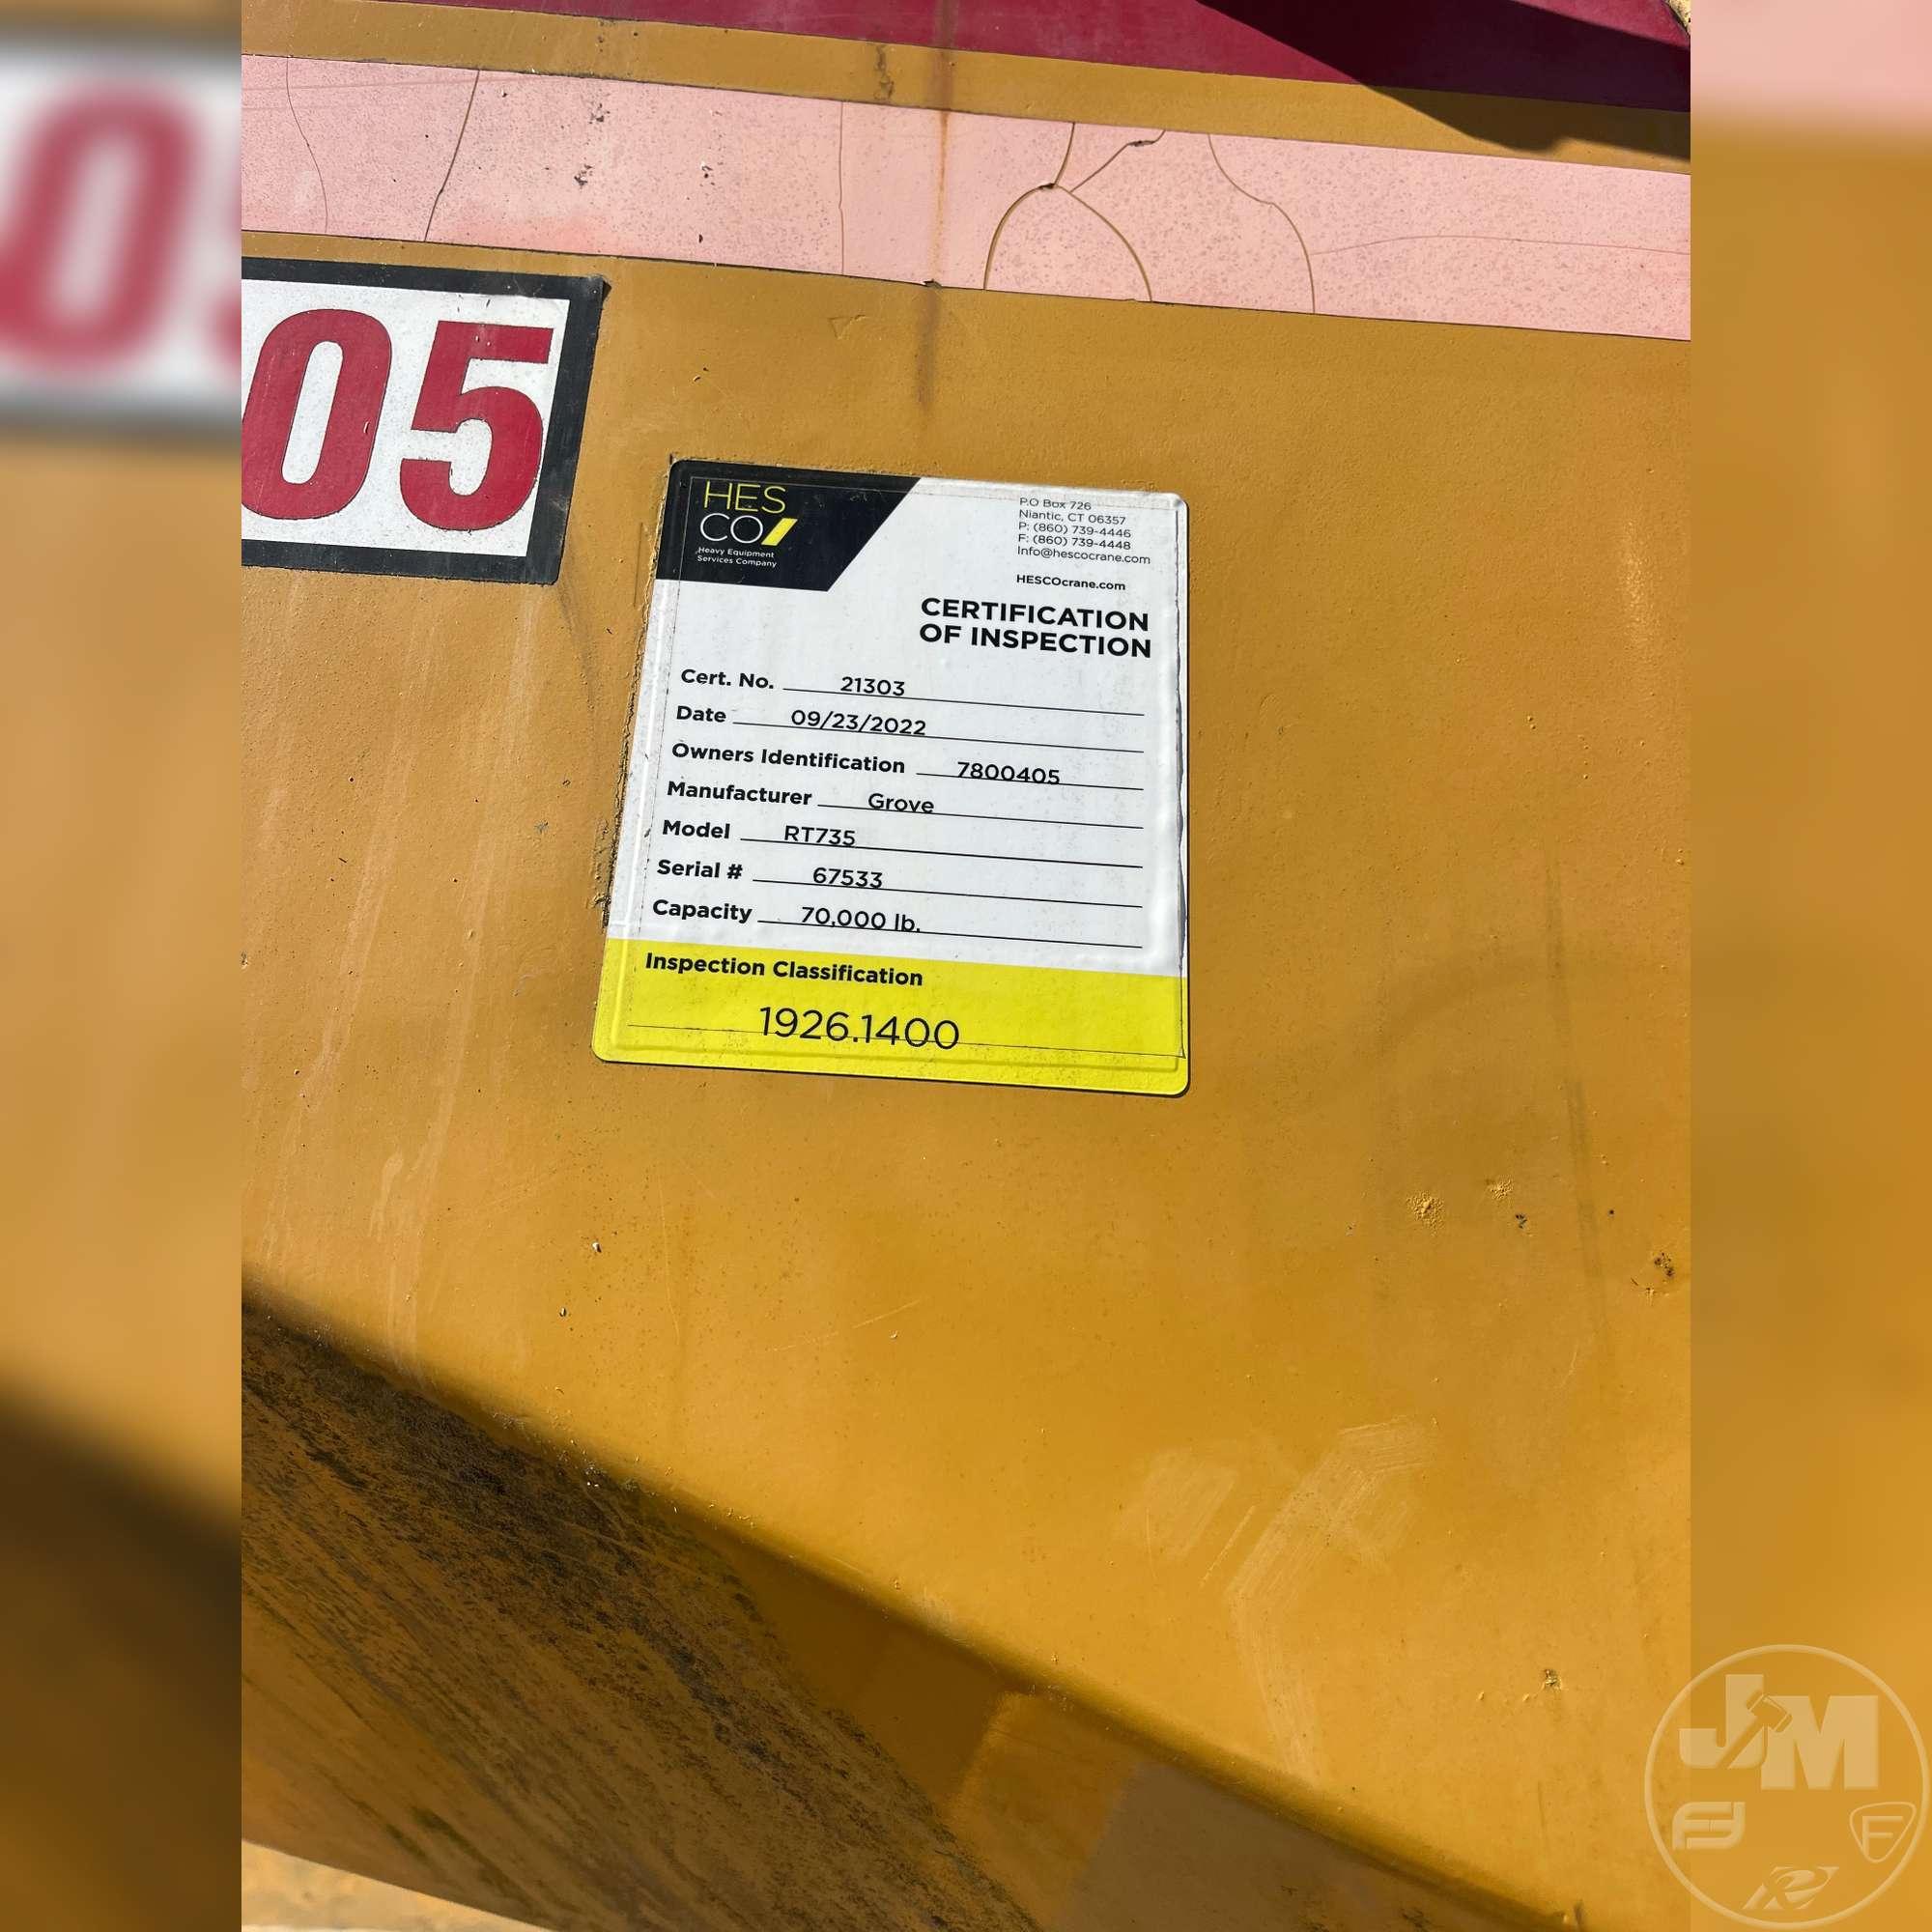 05
HES
CO
Heavy Equipment
Services Company
P.O Box 726
Niantic, CT 06357
P: (860) 739-4446
F: (860) 739-4448
Info@hescocrane.com
HESCOcrane.com
CERTIFICATION
OF INSPECTION
Cert. No. 21303
Date 09/23/2022
Owners Identification 7800405
Manufacturer Grove
Model RT735
Serial # 67533
Capacity 70,000 lb.
Inspection Classification
1926.1400
JM